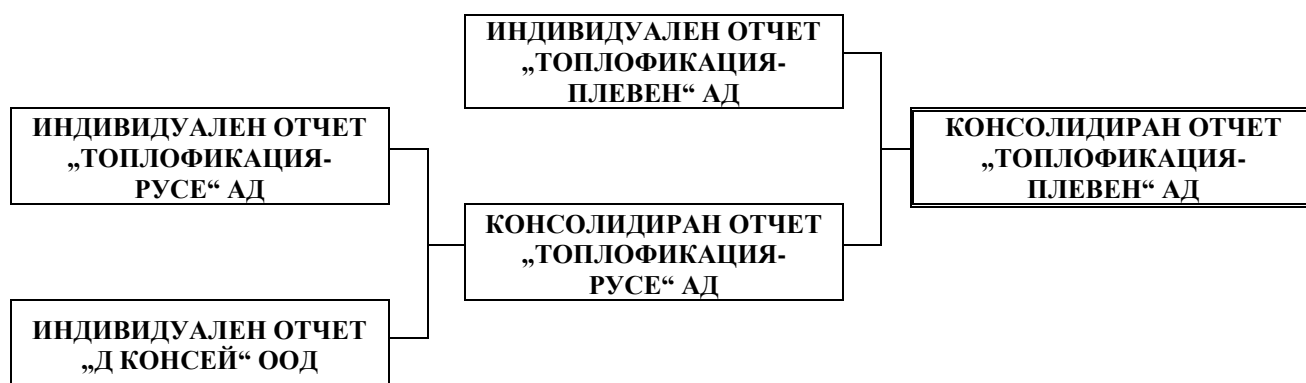 ИНДИВИДУАЛЕН ОТЧЕТ
„ТОПЛОФИКАЦИЯ-
ПЛЕВЕН“ АД
ИНДИВИДУАЛЕН ОТЧЕТ
„ТОПЛОФИКАЦИЯ-
РУСЕ“ АД
КОНСОЛИДИРАН ОТЧЕТ
„ТОПЛОФИКАЦИЯ-
ПЛЕВЕН“ АД
КОНСОЛИДИРАН ОТЧЕТ
„ТОПЛОФИКАЦИЯ-
РУСЕ“ АД
ИНДИВИДУАЛЕН ОТЧЕТ
„Д КОНСЕЙ“ ООД